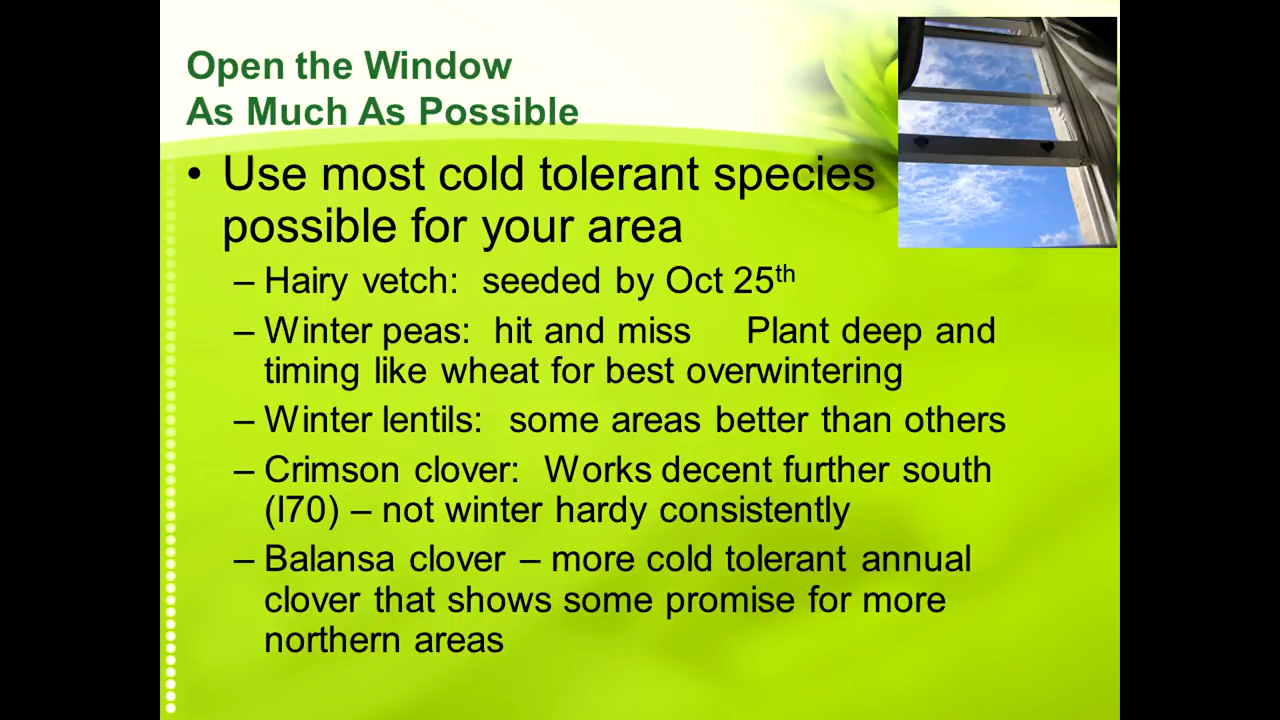 Open the Window
As Much As Possible
• Use most cold tolerant species
possible for your area
– Hairy vetch:  seeded by Oct 25th
– Winter peas:  hit and miss     Plant deep and
timing like wheat for best overwintering
– Winter lentils:  some areas better than others
– Crimson clover:  Works decent further south
(I70) – not winter hardy consistently
– Balansa clover – more cold tolerant annual
clover that shows some promise for more
northern areas